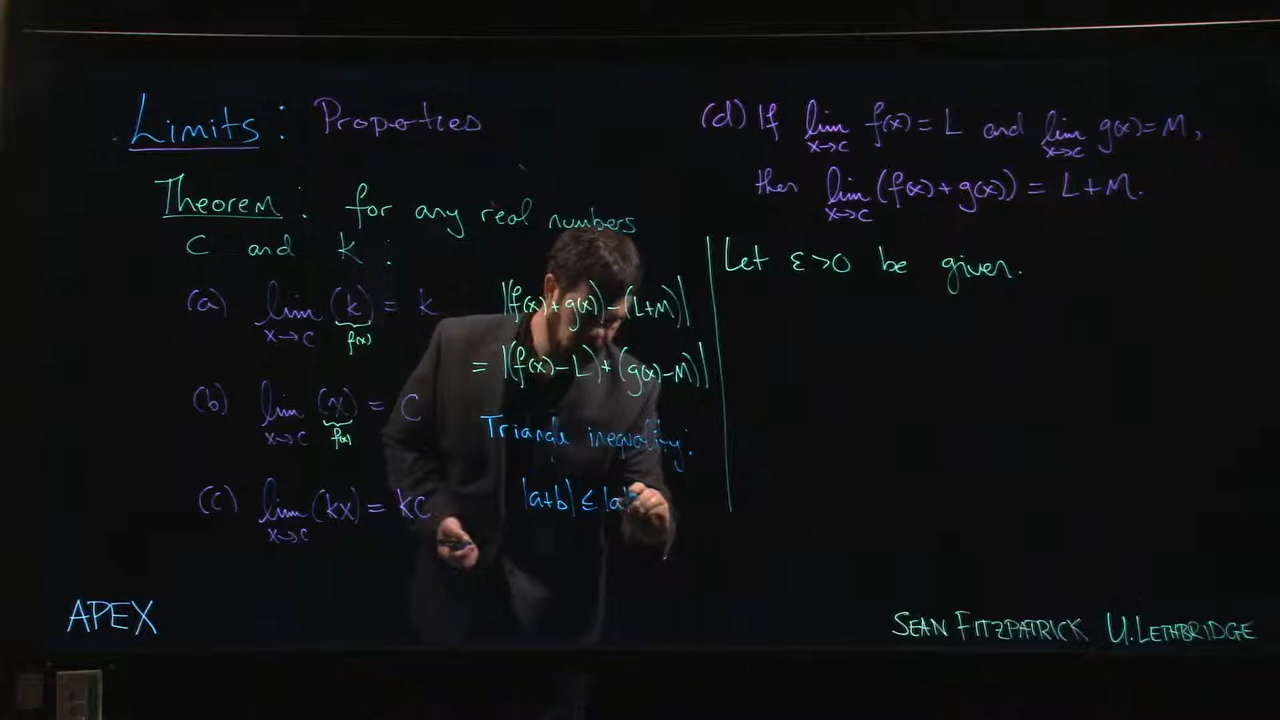 Limits: Properties
Theorem: for any real numbers
c and k:
(a) lim (k) = k
x→c f(x)
(b) lim (x) = c
x→c f(x)
(c) lim (kx) = kc
x→c
|(f(x)+g(x)-(L+M)|
= |(f(x)-L)+(g(x)-M)|
Triangle inequality:
|a+b| ≤ |a|
(d) If lim f(x) = L and lim g(x)=M,
x→c x→c
then lim (f(x)+g(x)) = L+M.
x→c
Let ε>0 be given.
APEX
SEAN FITZPATRICK U.LETHBRIDGE